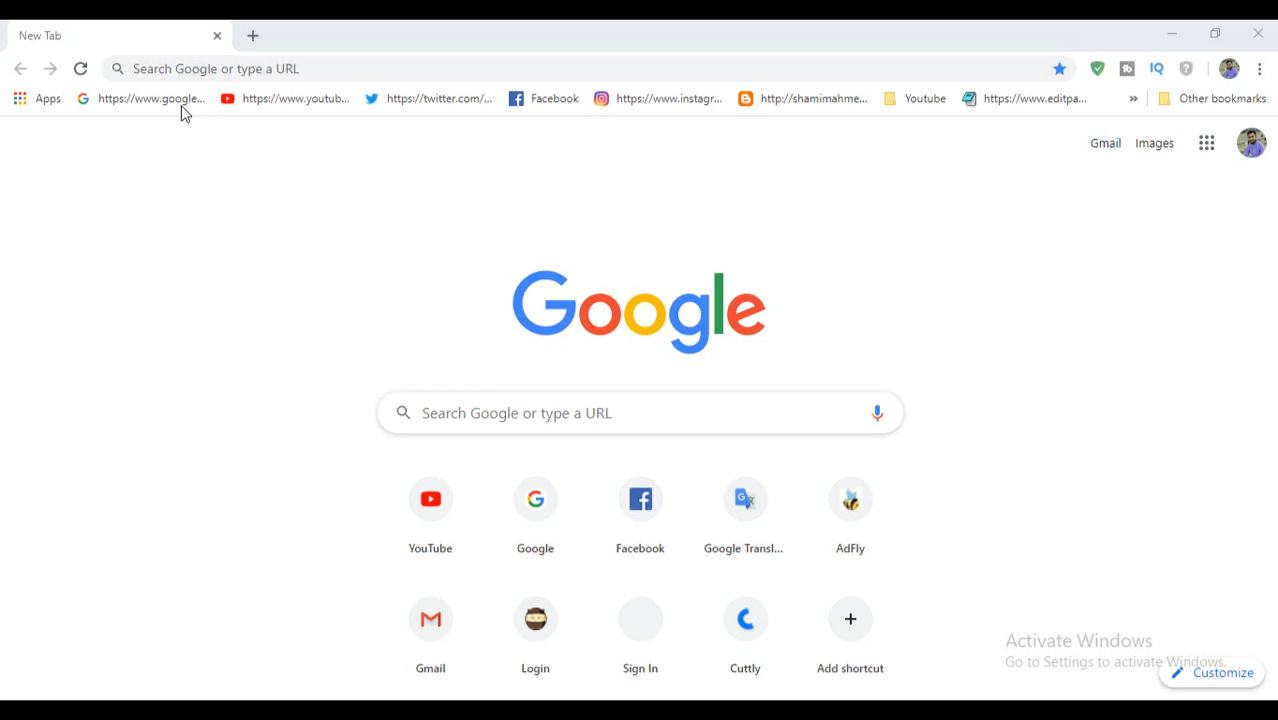 New Tab
Search Google or type a URL
Apps https://www.google... https://www.youtub... https://twitter.com/... Facebook https://www.instagr... http://shamimahme... Youtube https://www.editpa... » Other bookmarks
Gmail Images
Google
Search Google or type a URL
YouTube Google Facebook Google Transl... AdFly
Gmail Login Sign In Cuttly Add shortcut
Activate Windows
Go to Settings to activate Windows.
Customize